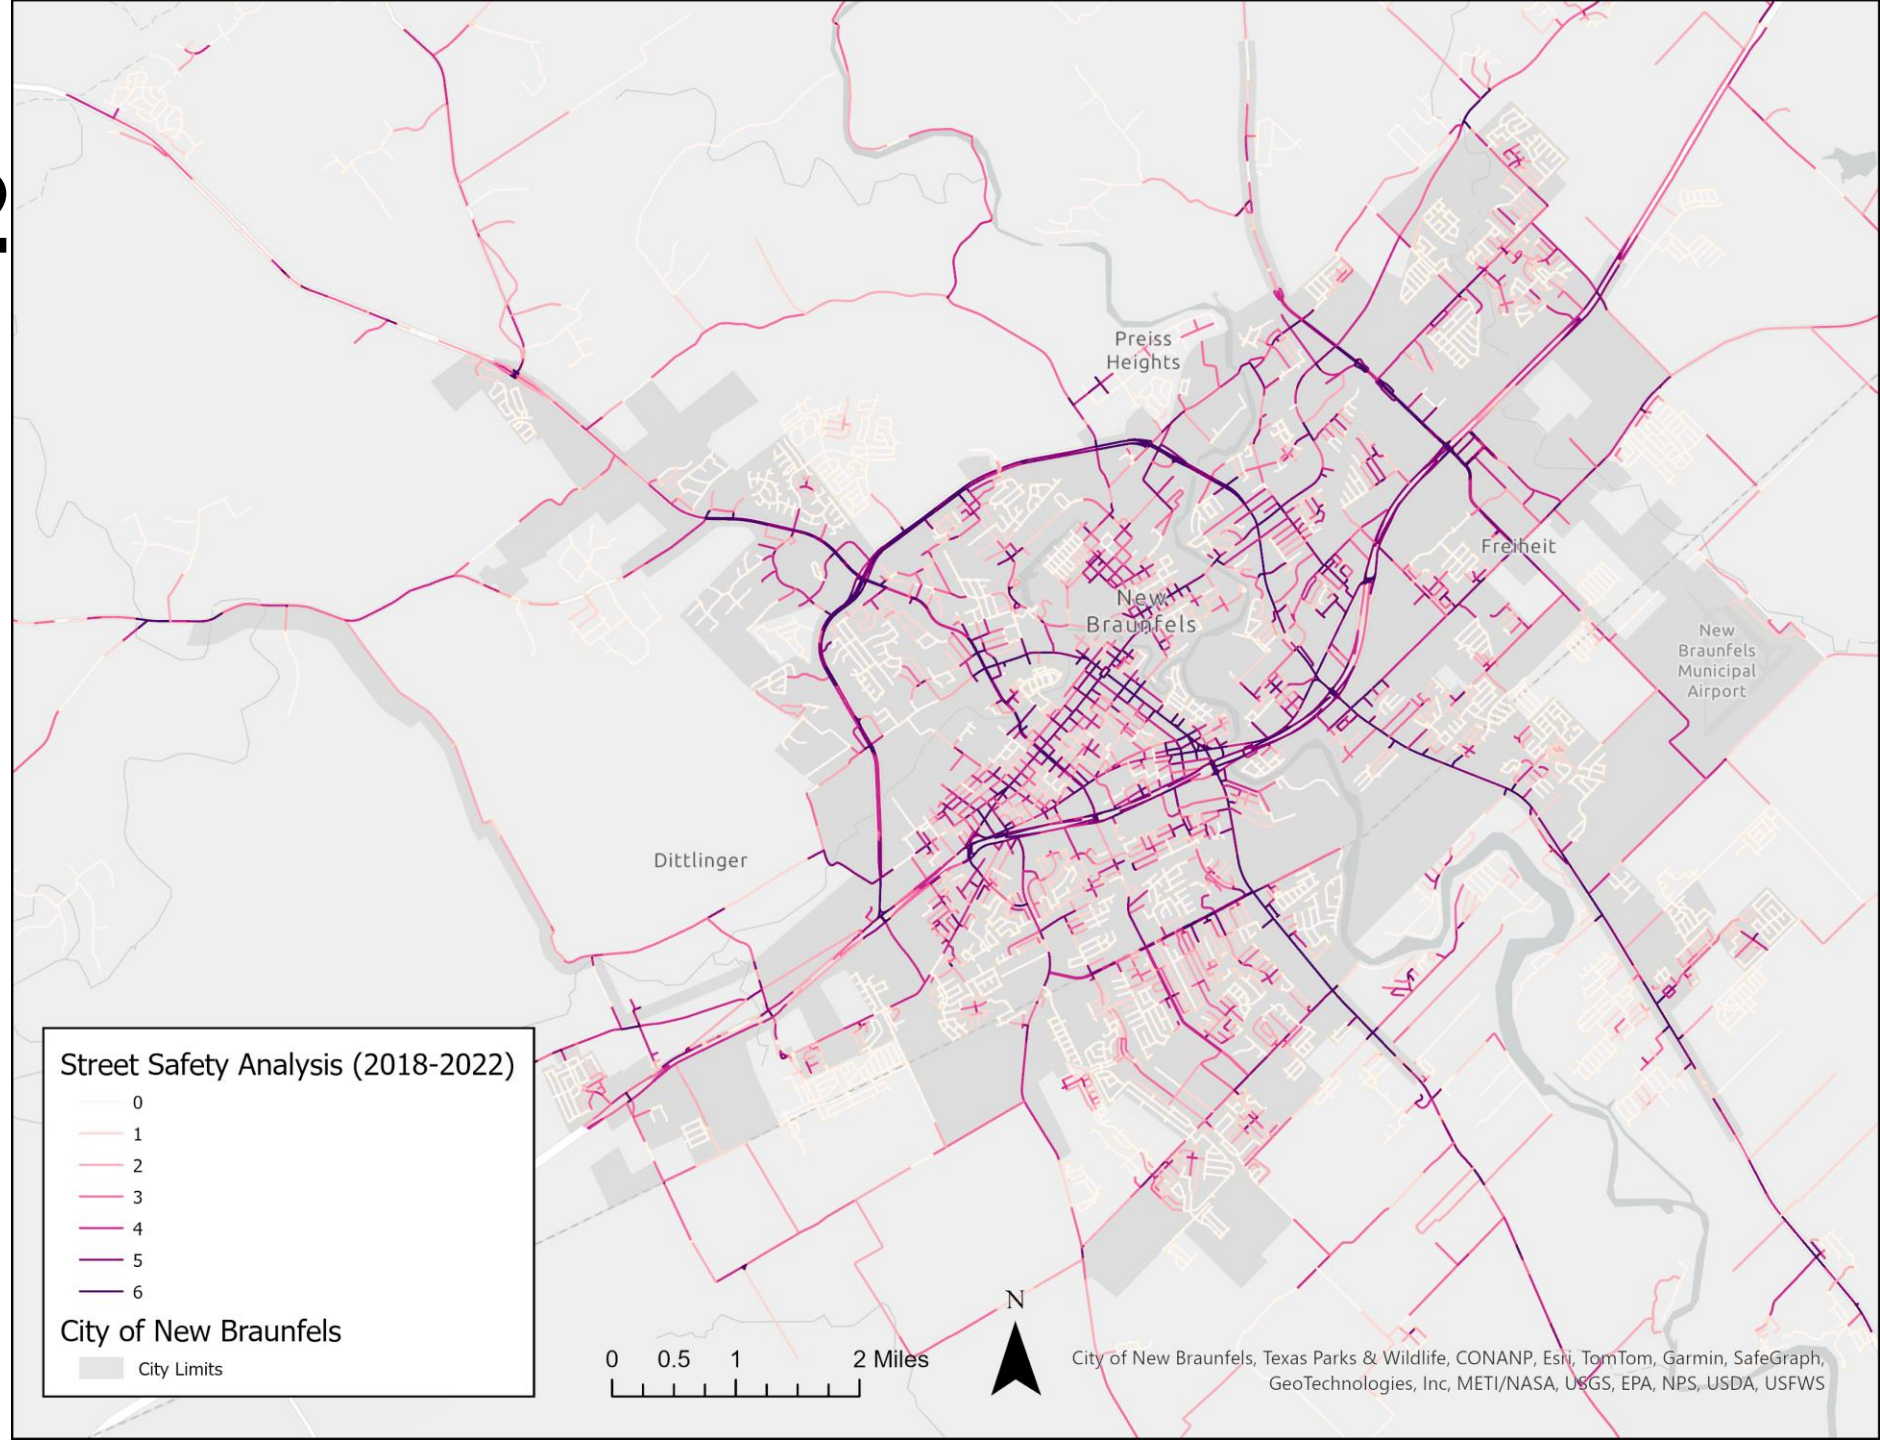 Preiss
Heights
Freiheit
New
Braunfels
New
Braunfels
Municipal
Airport
Dittlinger
Street Safety Analysis (2018-2022)
0
1
2
3
4
5
6
City of New Braunfels
City Limits
0 0.5 1 2 Miles
N
City of New Braunfels, Texas Parks & Wildlife, CONANP, Esri, TomTom, Garmin, SafeGraph,
GeoTechnologies, Inc, METI/NASA, USGS, EPA, NPS, USDA, USFWS